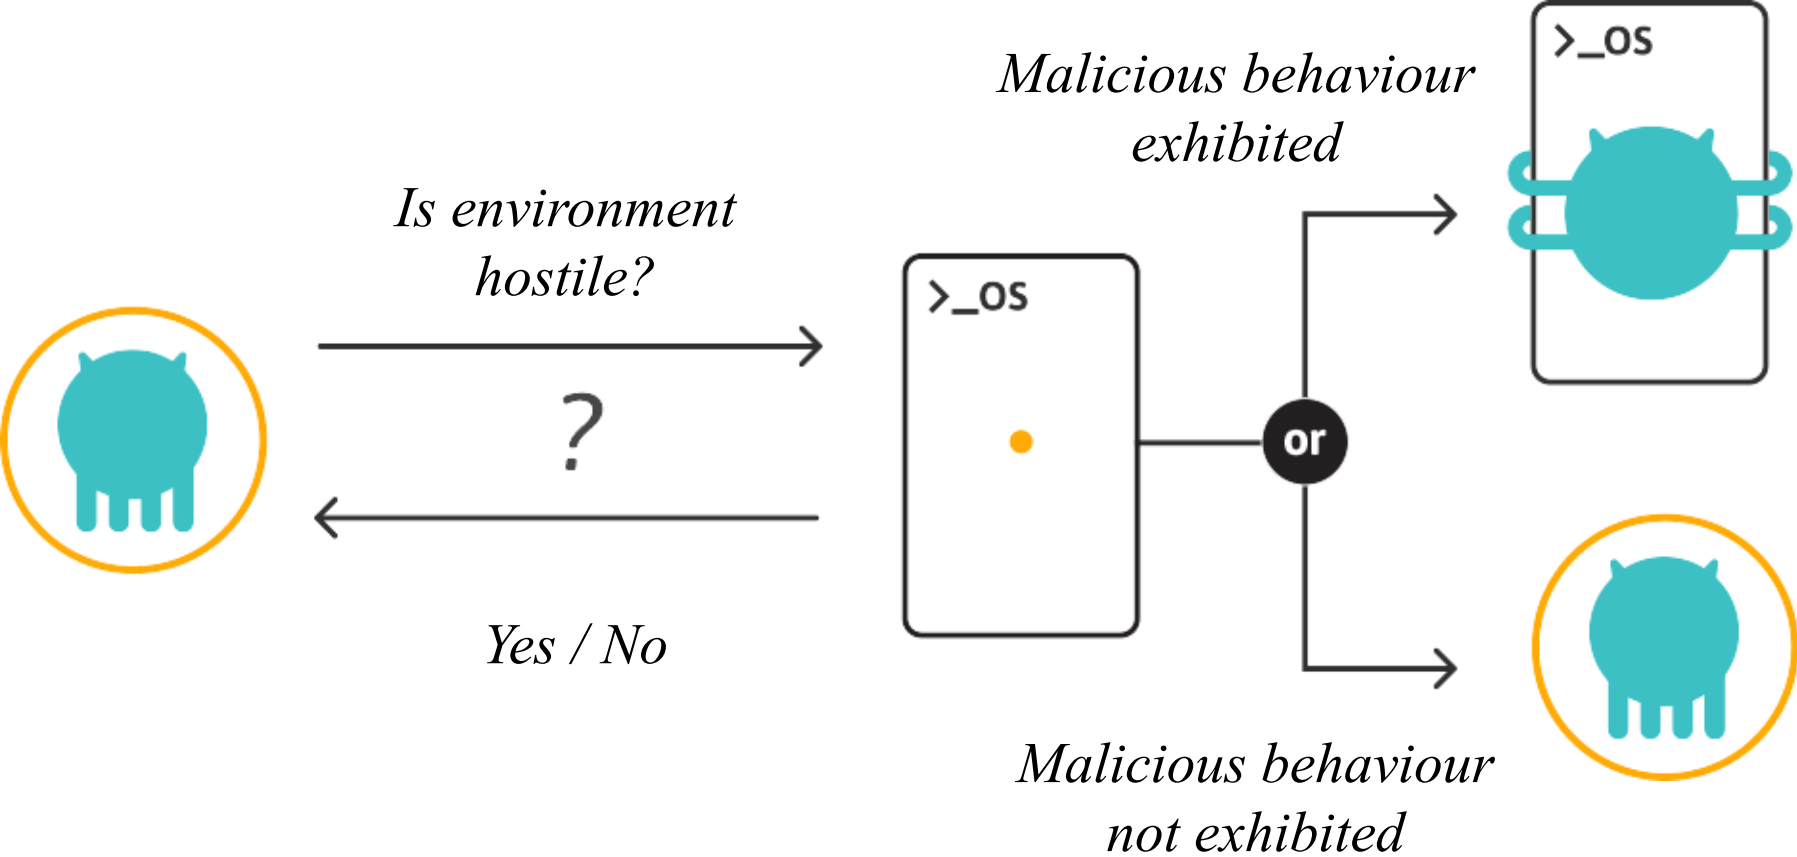 Is environment
hostile?
?
Yes / No
>_OS
or
Malicious behaviour
exhibited
>_OS
Malicious behaviour
not exhibited